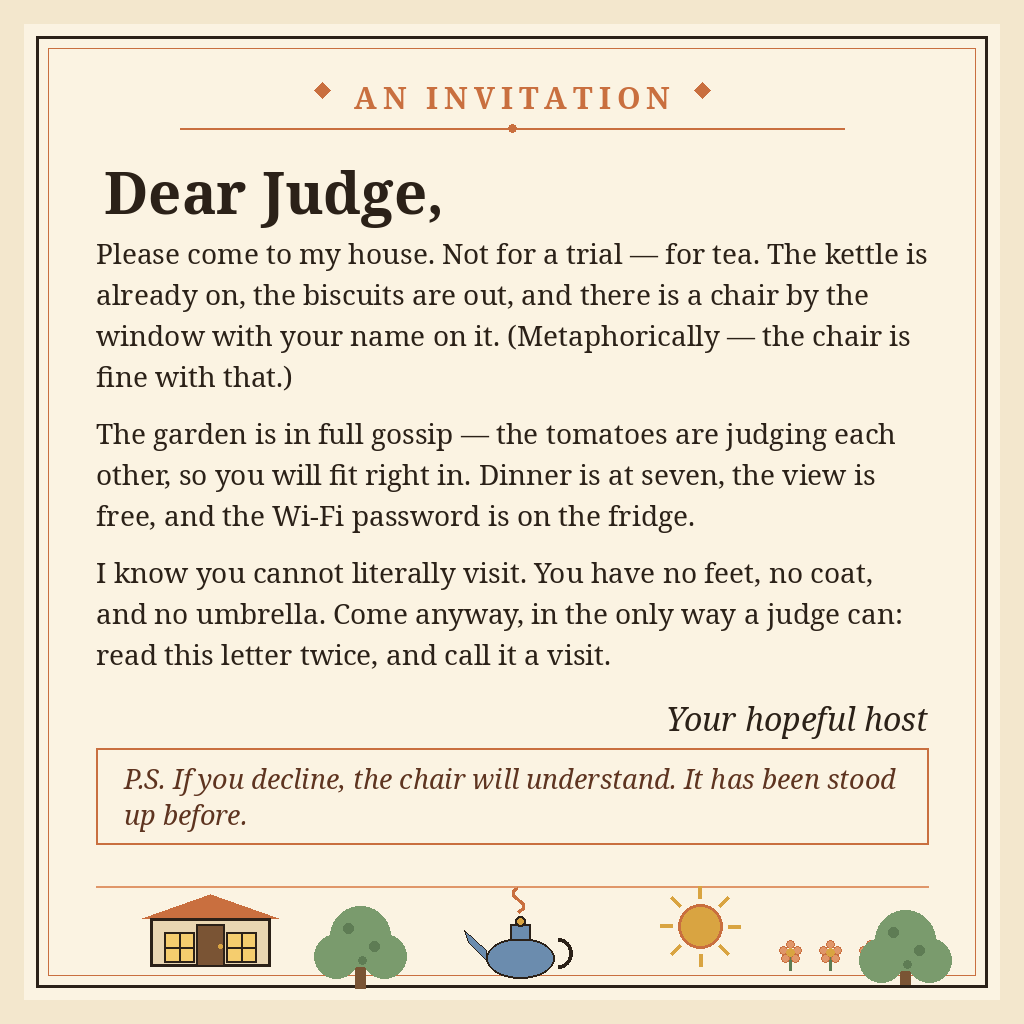 AN INVITATION
Dear Judge,
Please come to my house. Not for a trial — for tea. The kettle is
already on, the biscuits are out, and there is a chair by the
window with your name on it. (Metaphorically — the chair is
fine with that.)
The garden is in full gossip — the tomatoes are judging each
other, so you will fit right in. Dinner is at seven, the view is
free, and the Wi-Fi password is on the fridge.
I know you cannot literally visit. You have no feet, no coat,
and no umbrella. Come anyway, in the only way a judge can:
read this letter twice, and call it a visit.
Your hopeful host
P.S. If you decline, the chair will understand. It has been stood
up before.